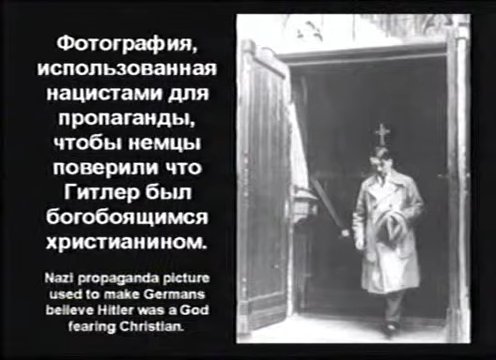 Фотография,
использованная
нацистами для
пропаганды,
чтобы немцы
поверили что
Гитлер был
богобоящимся
христианином.
Nazi propaganda picture
used to make Germans
believe Hitler was a God
fearing Christian.